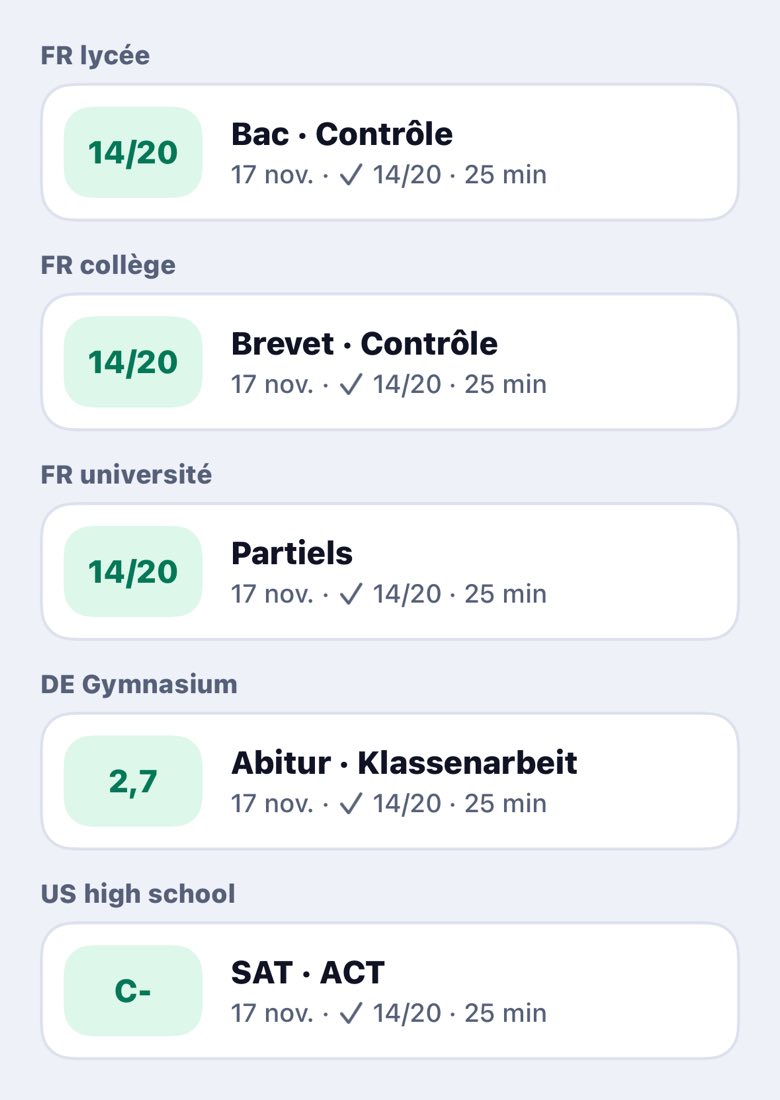 FR lycée
14/20
Bac · Contrôle
17 nov. · ✓ 14/20 · 25 min
FR collège
14/20
Brevet · Contrôle
17 nov. · ✓ 14/20 · 25 min
FR université
14/20
Partiels
17 nov. · ✓ 14/20 · 25 min
DE Gymnasium
2,7
Abitur · Klassenarbeit
17 nov. · ✓ 14/20 · 25 min
US high school
C-
SAT · ACT
17 nov. · ✓ 14/20 · 25 min